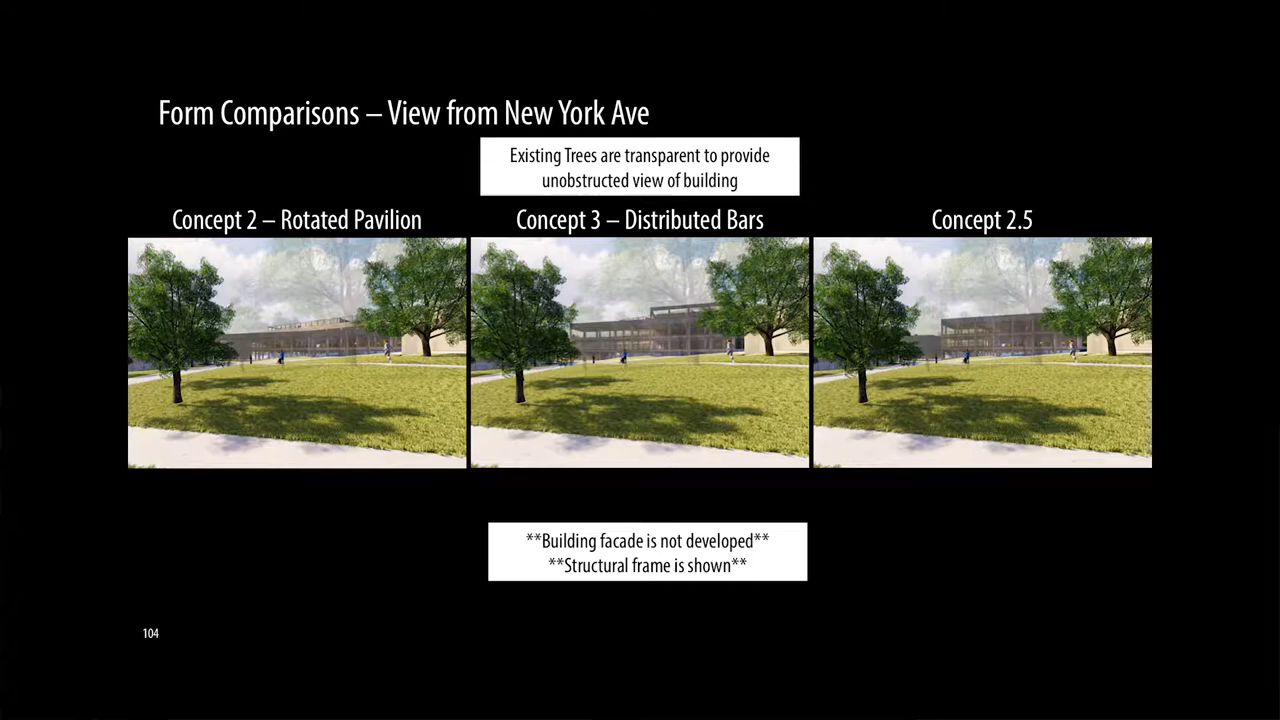 Form Comparisons – View from New York Ave
Existing Trees are transparent to provide
unobstructed view of building
Concept 2 – Rotated Pavilion
Concept 3 – Distributed Bars
Concept 2.5
**Building facade is not developed**
**Structural frame is shown**
104